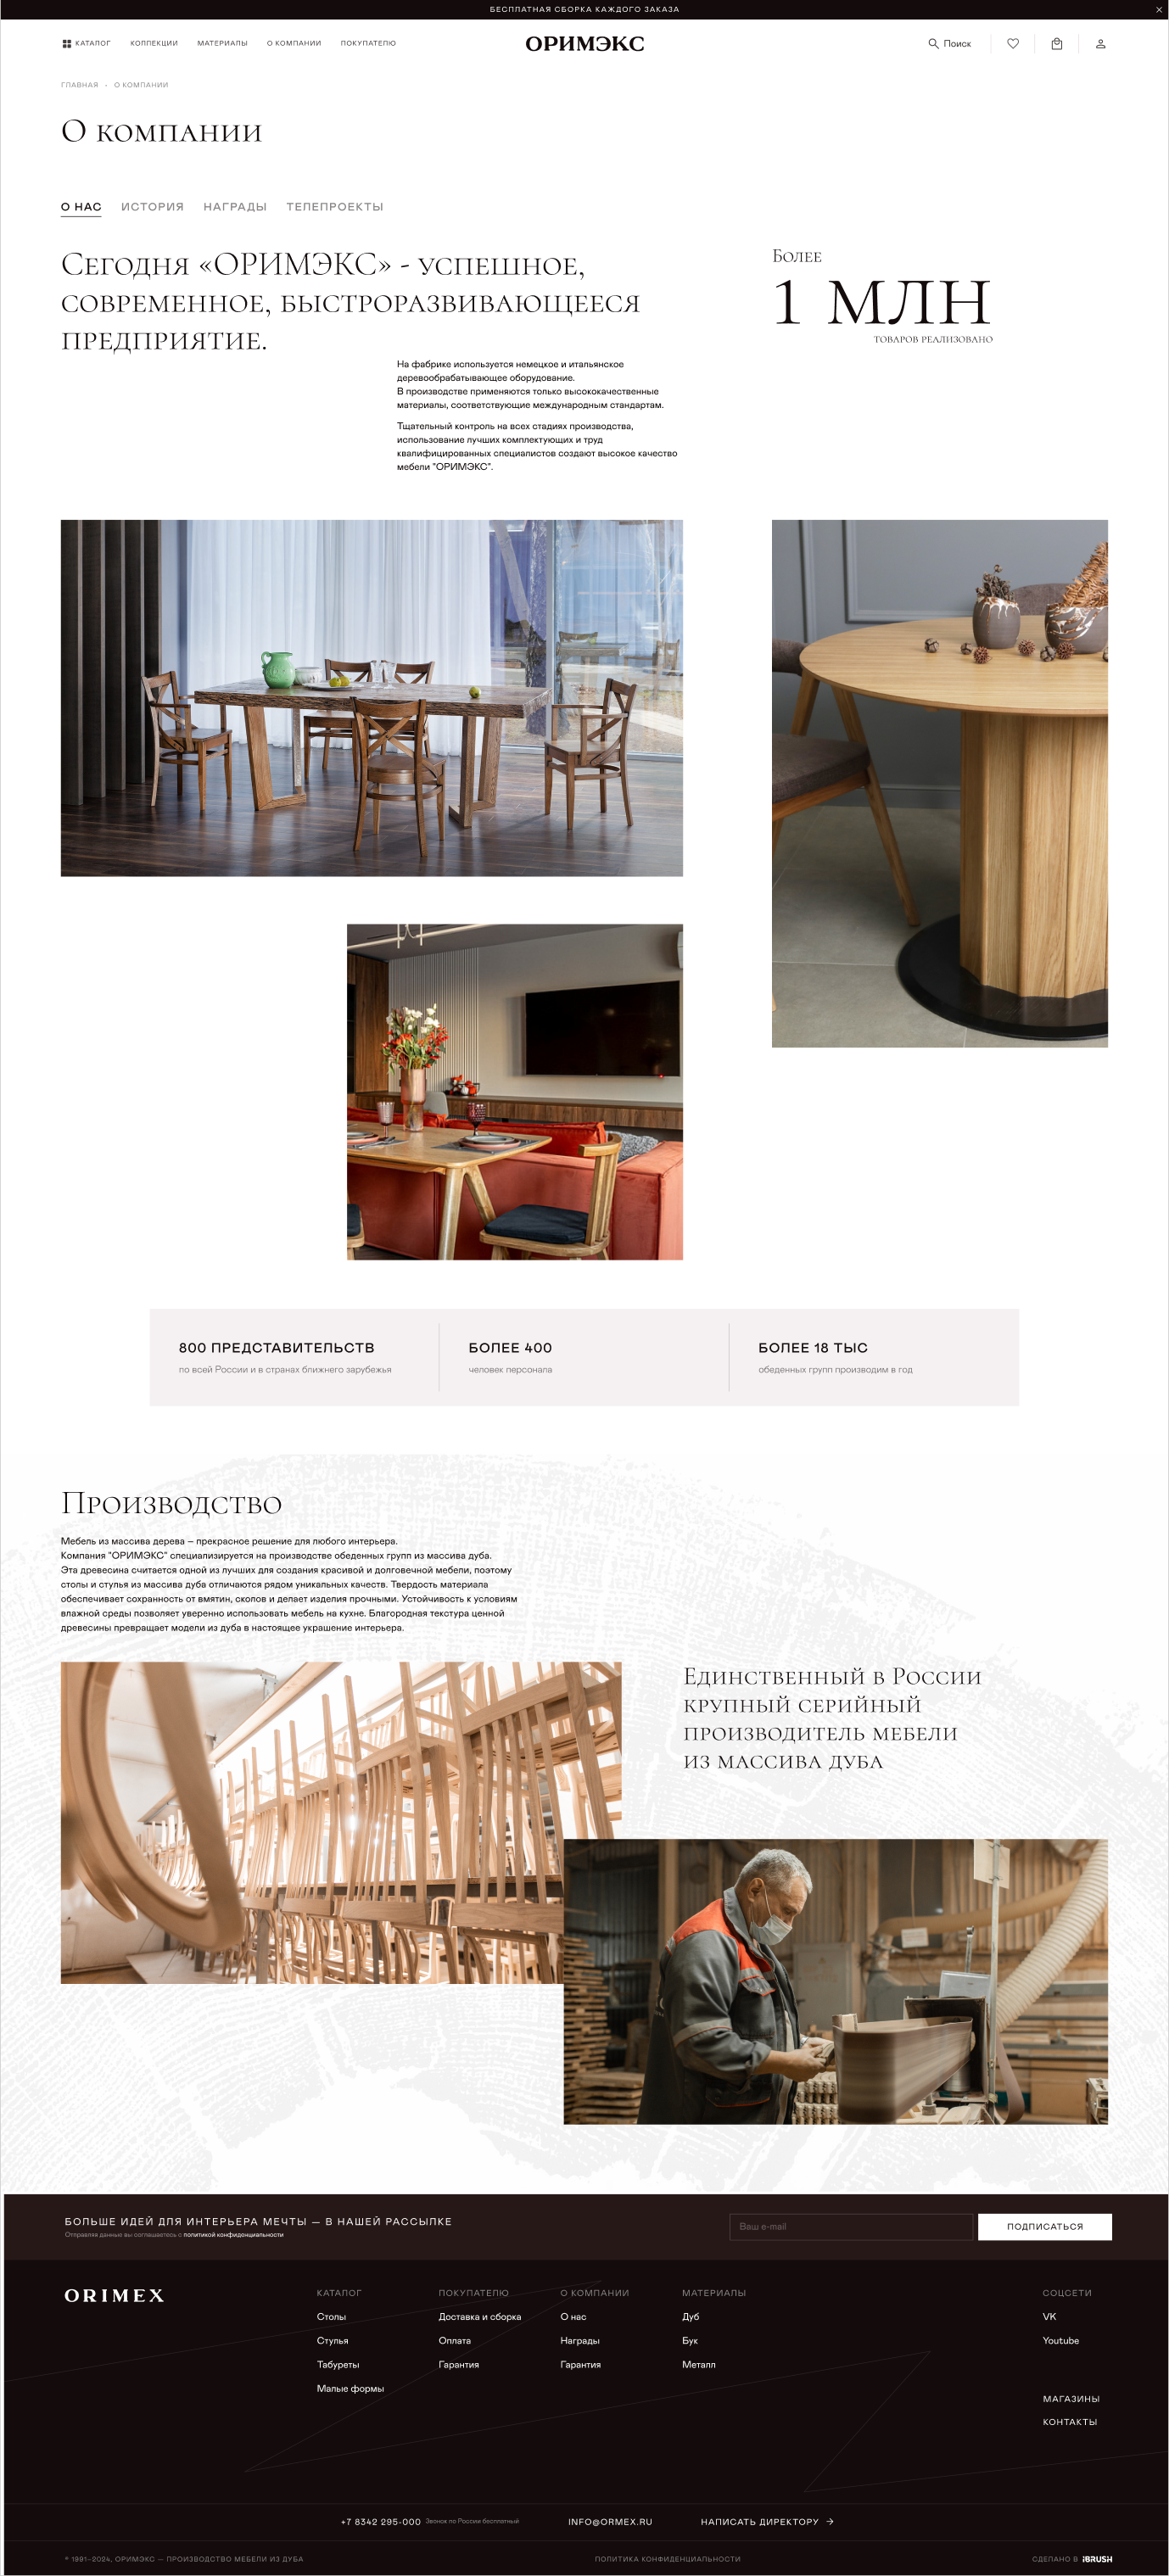 БЕСПЛАТНАЯ СБОРКА КАЖДОГО ЗАКАЗА
КАТАЛОГ КОЛЛЕКЦИИ МАТЕРИАЛЫ О КОМПАНИИ ПОКУПАТЕЛЮ ОРИМЭКС Поиск
ГЛАВНАЯ • О КОМПАНИИ
О компании
О НАС ИСТОРИЯ НАГРАДЫ ТЕЛЕПРОЕКТЫ
Сегодня «ОРИМЭКС» - успешное,
современное, быстроразвивающееся
предприятие.
Более
1 млн
товаров реализовано
На фабрике используется немецкое и итальянское
деревообрабатывающее оборудование.
В производстве применяются только высококачественные
материалы, соответствующие международным стандартам.
Тщательный контроль на всех стадиях производства,
использование лучших комплектующих и труд
квалифицированных специалистов создают высокое качество
мебели "ОРИМЭКС".
800 ПРЕДСТАВИТЕЛЬСТВ
по всей России и в странах ближнего зарубежья
БОЛЕЕ 400
человек персонала
БОЛЕЕ 18 ТЫС
обеденных групп производим в год
Производство
Мебель из массива дерева – прекрасное решение для любого интерьера.
Компания "ОРИМЭКС" специализируется на производстве обеденных групп из массива дуба.
Эта древесина считается одной из лучших для создания красивой и долговечной мебели, поэтому
столы и стулья из массива дуба отличаются рядом уникальных качеств. Твердость материала
обеспечивает сохранность от вмятин, сколов и делает изделия прочными. Устойчивость к условиям
влажной среды позволяет уверенно использовать мебель на кухне. Благородная текстура ценной
древесины превращает модели из дуба в настоящее украшение интерьера.
Единственный в России
крупный серийный
производитель мебели
из массива дуба
БОЛЬШЕ ИДЕЙ ДЛЯ ИНТЕРЬЕРА МЕЧТЫ — В НАШЕЙ РАССЫЛКЕ
Отправляя данные вы соглашаетесь с политикой конфиденциальности
Ваш e-mail
ПОДПИСАТЬСЯ
ORIMEX
КАТАЛОГ
Столы
Стулья
Табуреты
Малые формы
ПОКУПАТЕЛЮ
Доставка и сборка
Оплата
Гарантия
О КОМПАНИИ
О нас
Награды
Гарантия
МАТЕРИАЛЫ
Дуб
Бук
Металл
СОЦСЕТИ
VK
Youtube
МАГАЗИНЫ
КОНТАКТЫ
+7 8342 295-000 Звонок по России бесплатный INFO@ORMEX.RU НАПИСАТЬ ДИРЕКТОРУ →
© 1991–2024, ОРИМЭКС — ПРОИЗВОДСТВО МЕБЕЛИ ИЗ ДУБА ПОЛИТИКА КОНФИДЕНЦИАЛЬНОСТИ СДЕЛАНО В iBRUSH